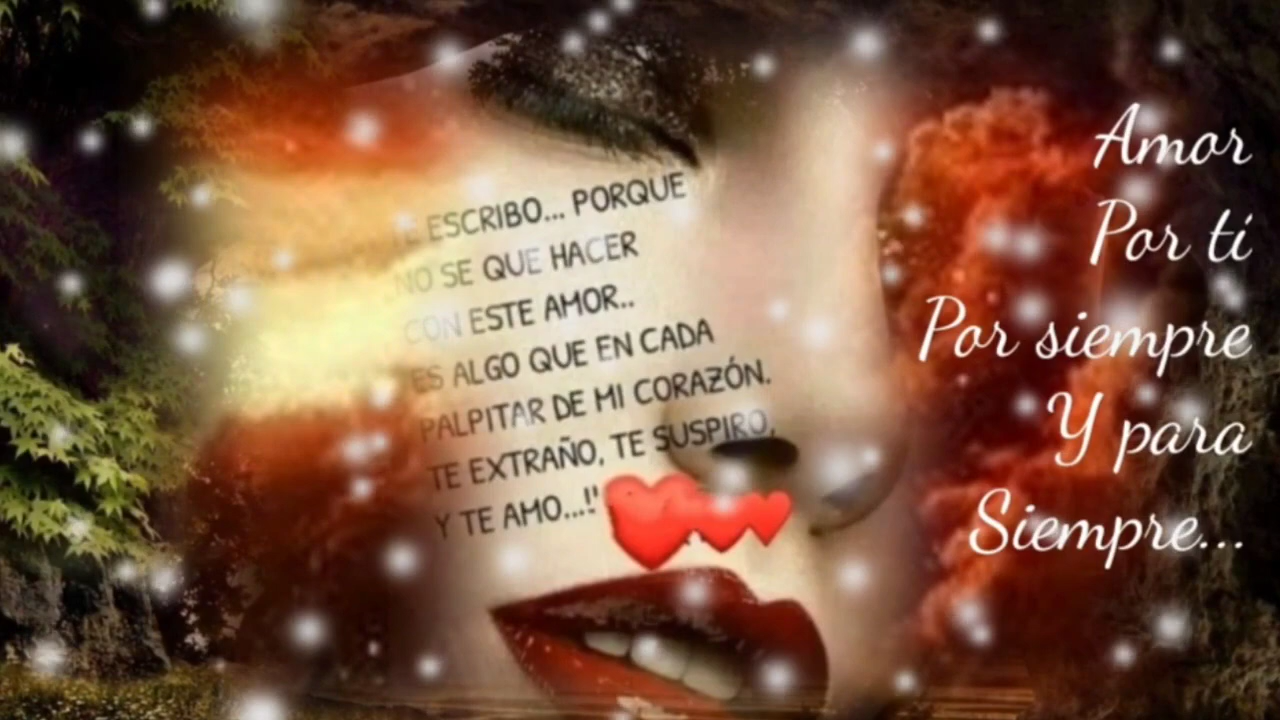 TE ESCRIBO... PORQUE
NO SE QUE HACER
CON ESTE AMOR..
ES ALGO QUE EN CADA
PALPITAR DE MI CORAZÓN.
TE EXTRAÑO, TE SUSPIRO,
Y TE AMO...!'
Amor
Por ti
Por siempre
Y para
Siempre...